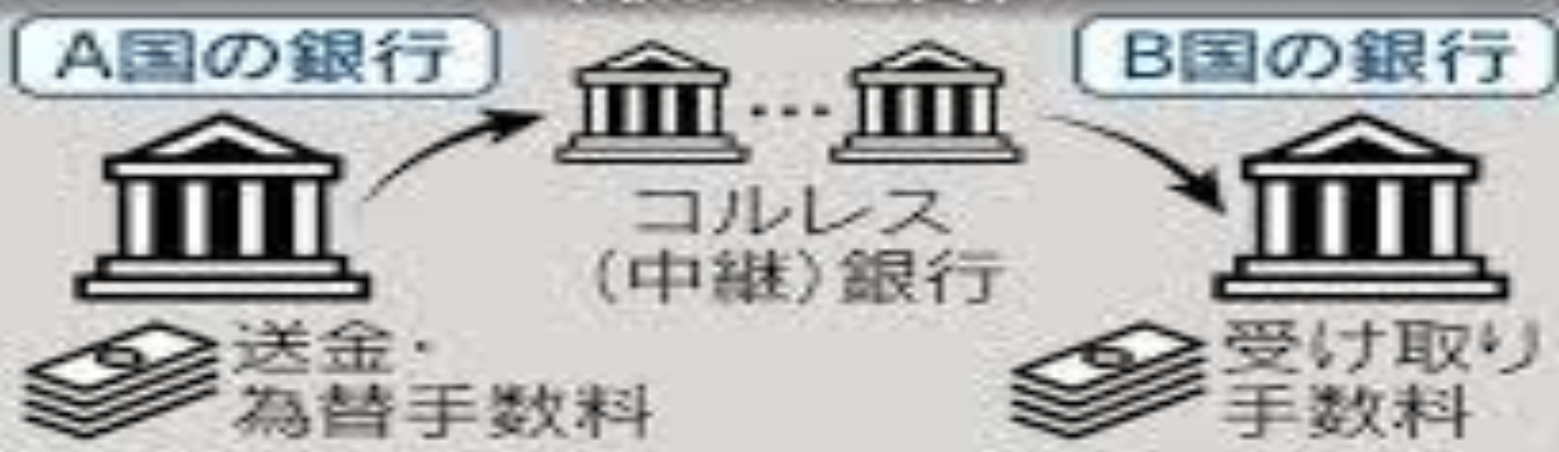 A国の銀行
B国の銀行
コルレス
(中継)銀行
送金・
為替手数料
受け取り
手数料